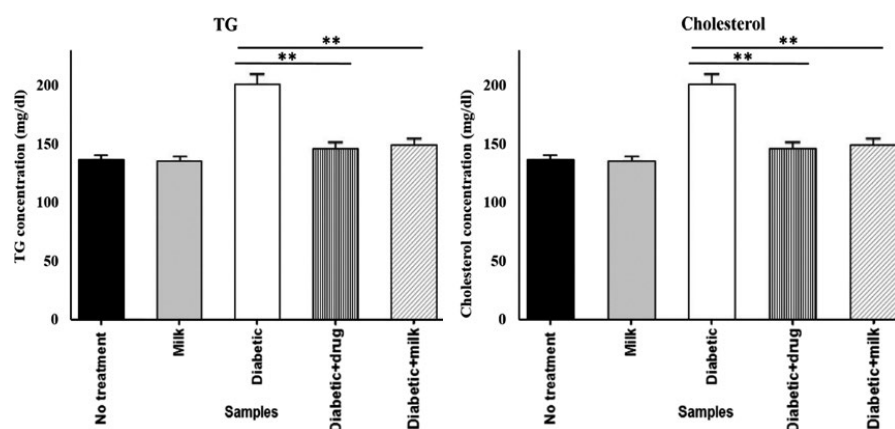 TG
**
**
200
150
100
50
0
TG concentration (mg/dl)
No treatment
Milk
Diabetic
Diabetic+drug
Diabetic+milk
Samples
Cholesterol
**
**
200
150
100
50
0
Cholesterol concentration (mg/dl)
No treatment
Milk
Diabetic
Diabetic+drug
Diabetic+milk
Samples